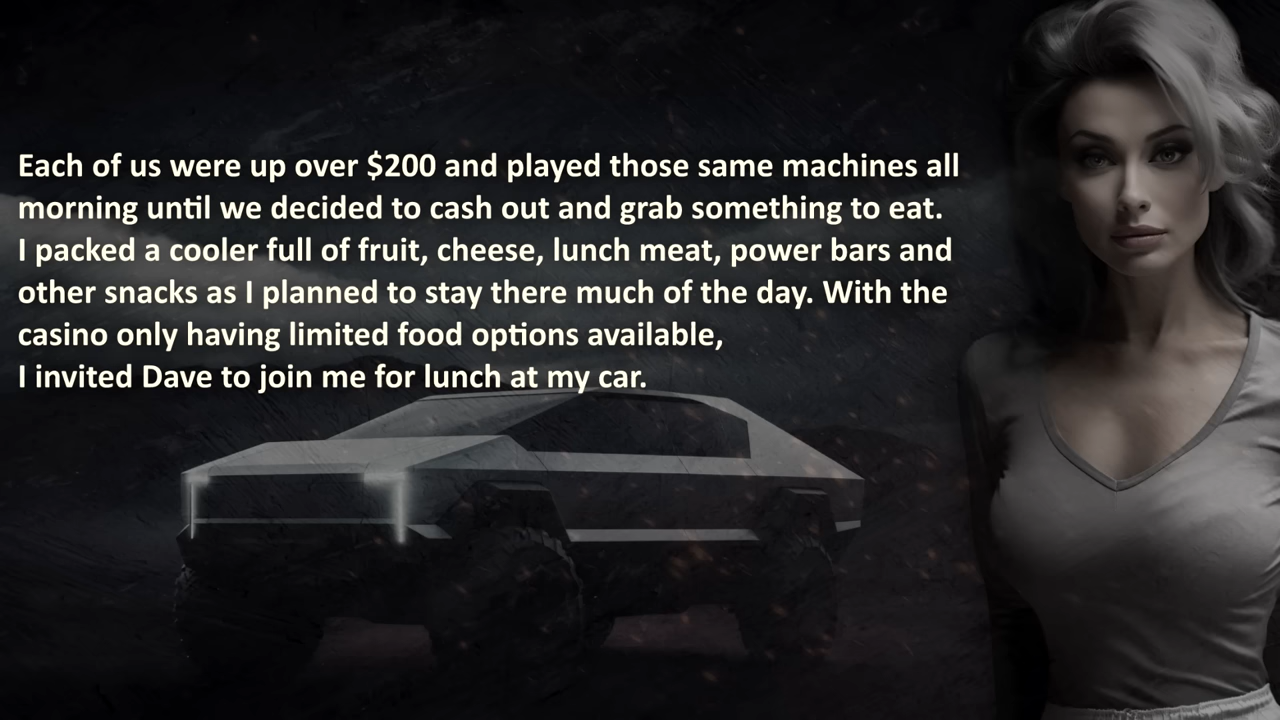 Each of us were up over $200 and played those same machines all
morning until we decided to cash out and grab something to eat.
I packed a cooler full of fruit, cheese, lunch meat, power bars and
other snacks as I planned to stay there much of the day. With the
casino only having limited food options available,
I invited Dave to join me for lunch at my car.